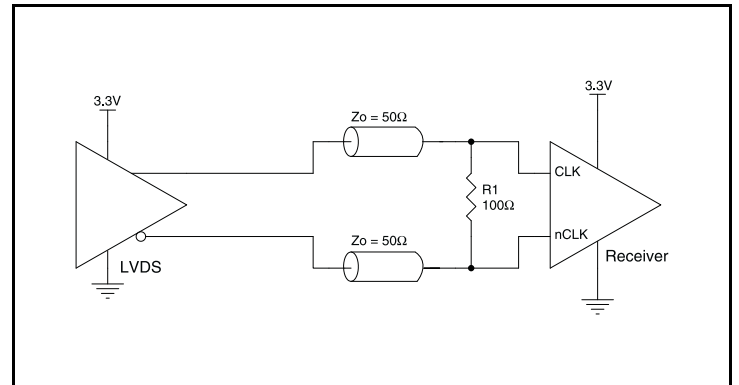 3.3V
3.3V
Zo = 50Ω
CLK
R1
100Ω
Zo = 50Ω
nCLK
LVDS
Receiver